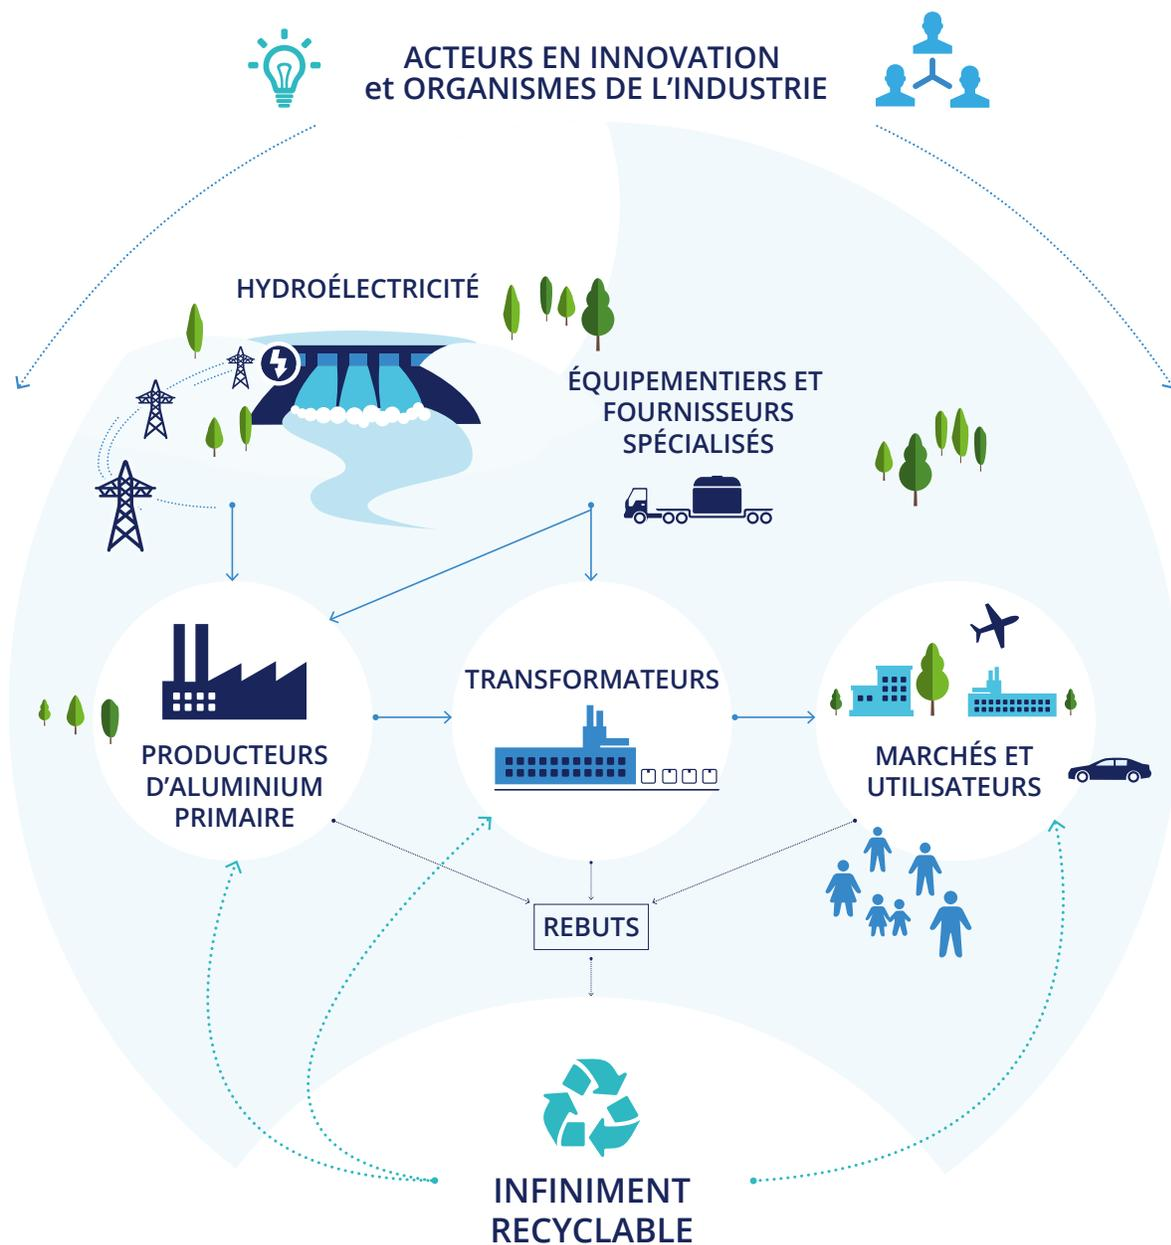 ACTEURS EN INNOVATION
et ORGANISMES DE L’INDUSTRIE
HYDROÉLECTRICITÉ
ÉQUIPEMENTIERS ET
FOURNISSEURS
SPÉCIALISÉS
TRANSFORMATEURS
PRODUCTEURS
D’ALUMINIUM
PRIMAIRE
MARCHÉS ET
UTILISATEURS
REBUTS
INFINIMENT
RECYCLABLE